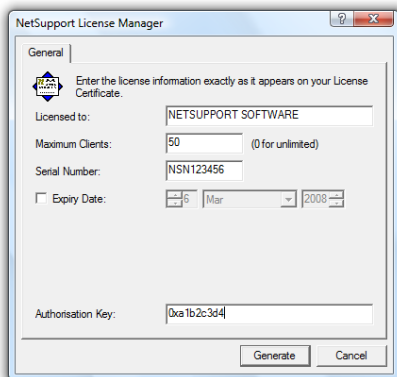 NetSupport License Manager
General
Enter the license information exactly as it appears on your License
Certificate.
Licensed to: NETSUPPORT SOFTWARE
Maximum Clients: 50 (0 for unlimited)
Serial Number: NSN123456
Expiry Date: 6 Mar 2008
Authorisation Key: 0xa1b2c3d4
Generate Cancel